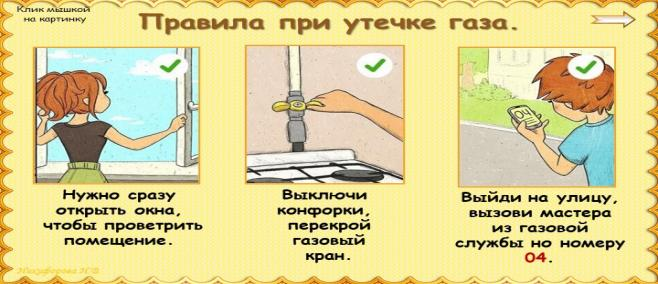 Клик мышкой
на картинку
Правила при утечке газа.
Нужно сразу
открыть окна,
чтобы проветрить
помещение.
Выключи
конфорки,
перекрой
газовый
кран.
Выйди на улицу,
вызови мастера
из газовой
службы но номеру
04.
Никифорова Н.В.